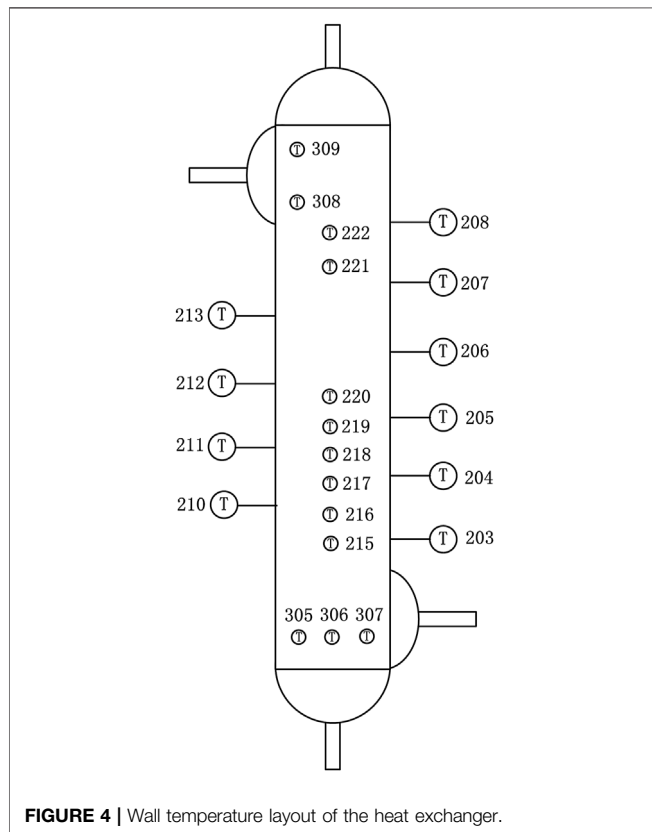 T 309
T 308
T 222
T 208
T 221
T 207
213 T
T 206
212 T
T 220
T 205
T 219
211 T
T 218
T 204
T 217
210 T
T 216
T 203
T 215
305 306 307
T T T
FIGURE 4 | Wall temperature layout of the heat exchanger.